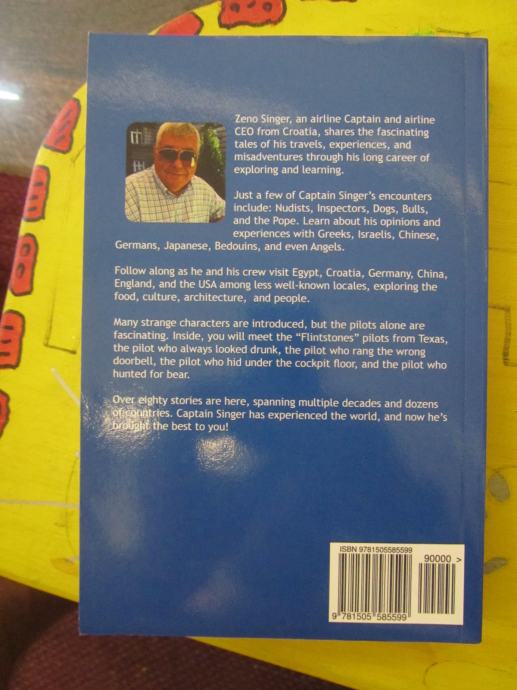 Zeno Singer, an airline Captain and airline
CEO from Croatia, shares the fascinating
tales of his travels, experiences, and
misadventures through his long career of
exploring and learning.
Just a few of Captain Singer's encounters
include: Nudists, Inspectors, Dogs, Bulls,
and the Pope. Learn about his opinions and
experiences with Greeks, Israelis, Chinese,
Germans, Japanese, Bedouins, and even Angels.
Follow along as he and his crew visit Egypt, Croatia, Germany, China,
England, and the USA among less well-known locales, exploring the
food, culture, architecture, and people.
Many strange characters are introduced, but the pilots alone are
fascinating. Inside, you will meet the "Flintstones" pilots from Texas,
the pilot who always looked drunk, the pilot who rang the wrong
doorbell, the pilot who hid under the cockpit floor, and the pilot who
hunted for bear.
Over eighty stories are here, spanning multiple decades and dozens
of countries. Captain Singer has experienced the world, and now he's
brought the best to you!
ISBN 9781505585599
90000 >
9 781505 585599